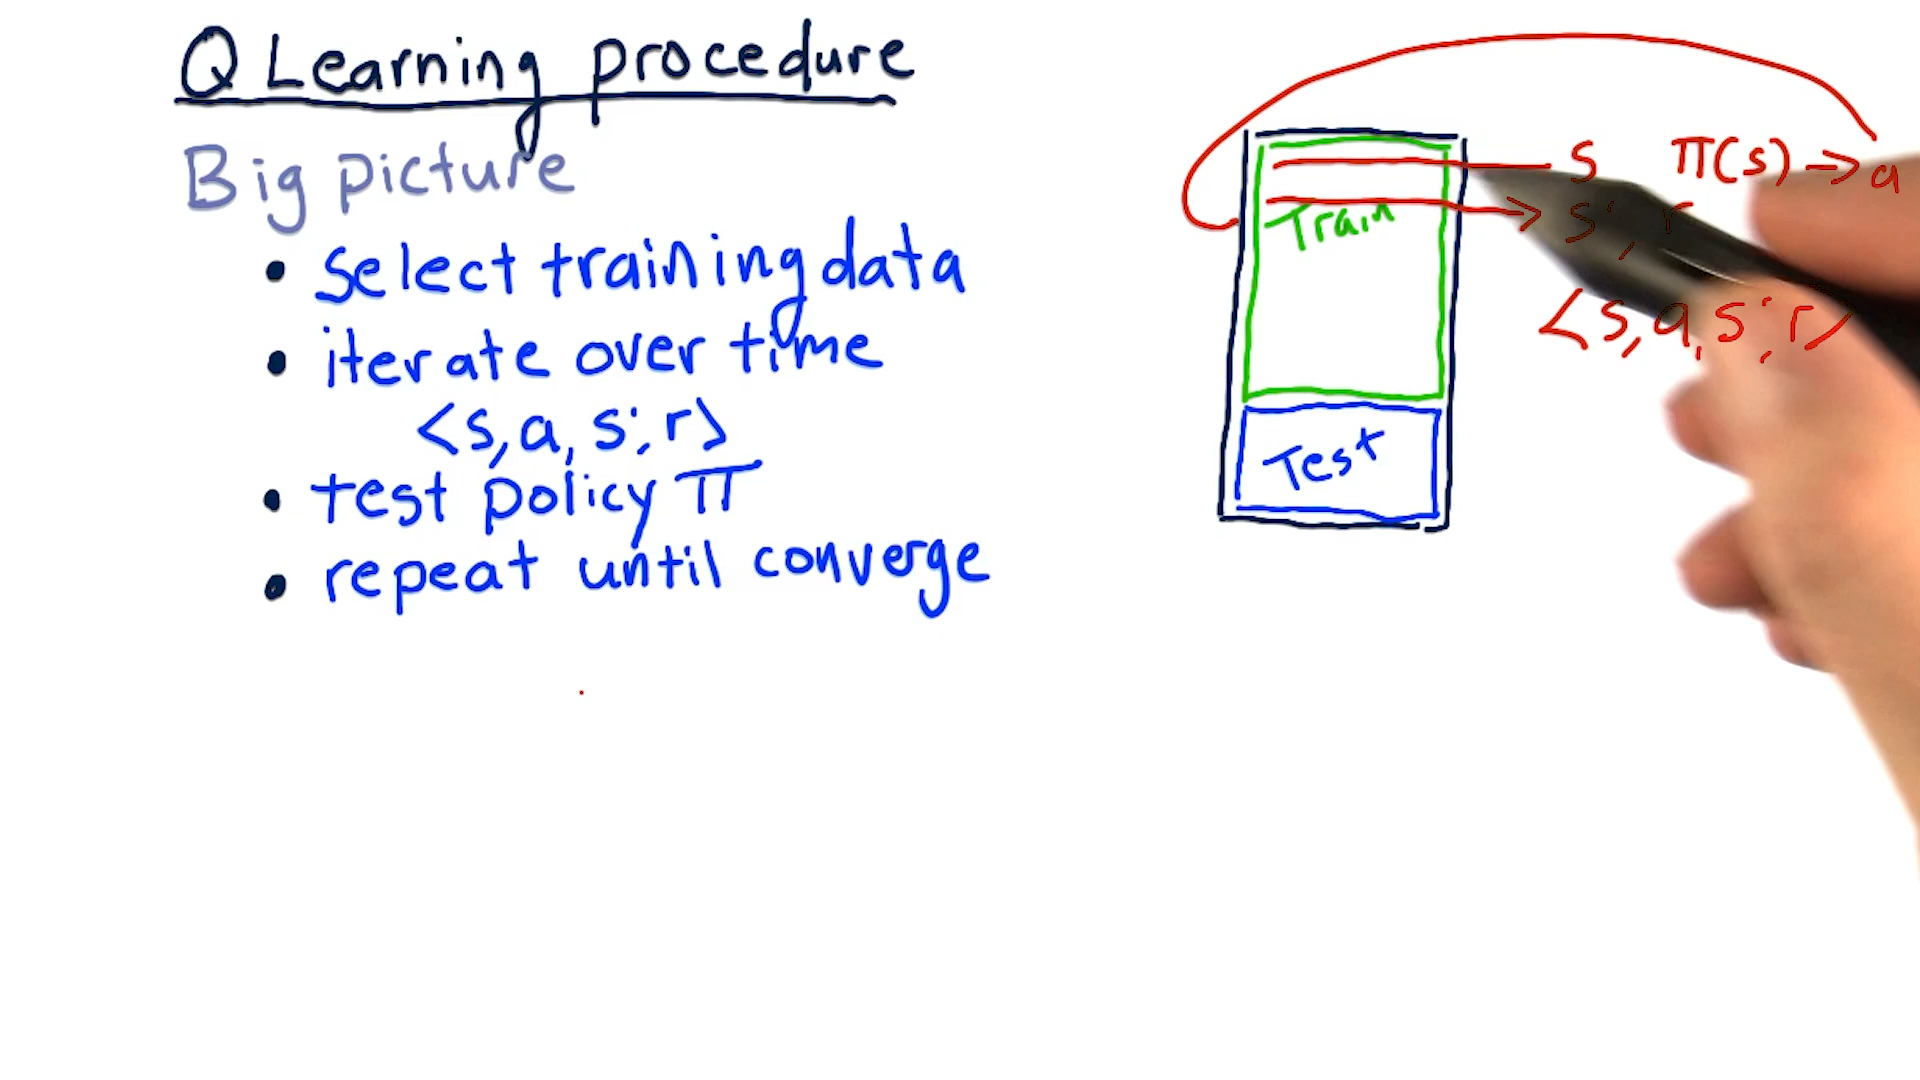 Q Learning procedure
Big picture
• select training data
• iterate over time
<s, a, s', r>
• test policy π
• repeat until converge
Train
Test
s π(s) -> a
s', r
<s, a, s', r>